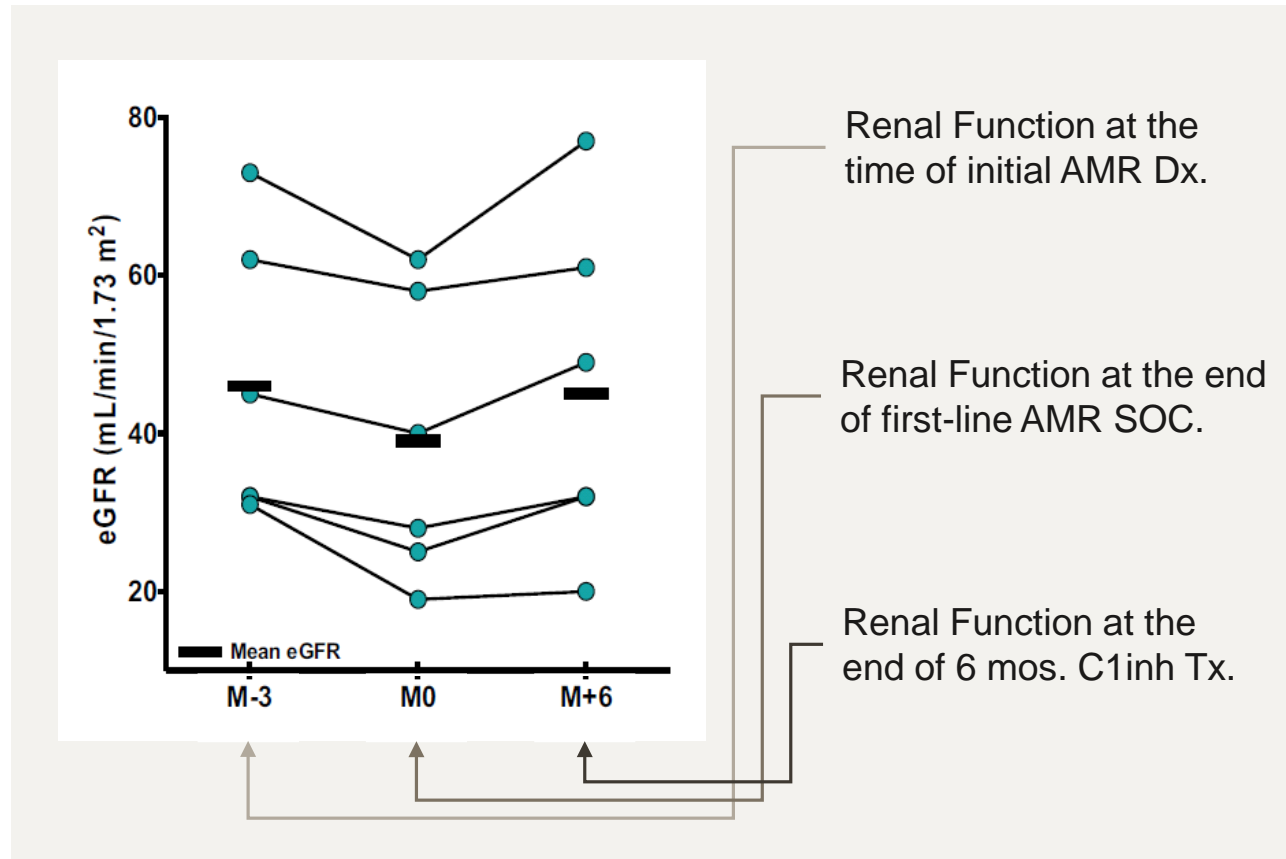 80
60
40
20
eGFR (mL/min/1.73 m²)
Mean eGFR
M-3
M0
M+6
Renal Function at the
time of initial AMR Dx.
Renal Function at the end
of first-line AMR SOC.
Renal Function at the
end of 6 mos. C1inh Tx.